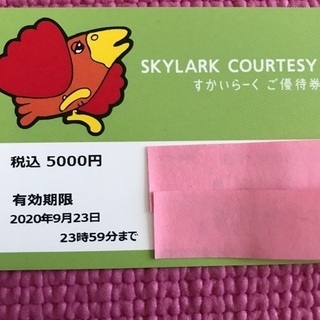 SKYLARK COURTESY
すかいらーく ご優待券
税込 5000円
有効期限
2020年9月23日
23時59分まで